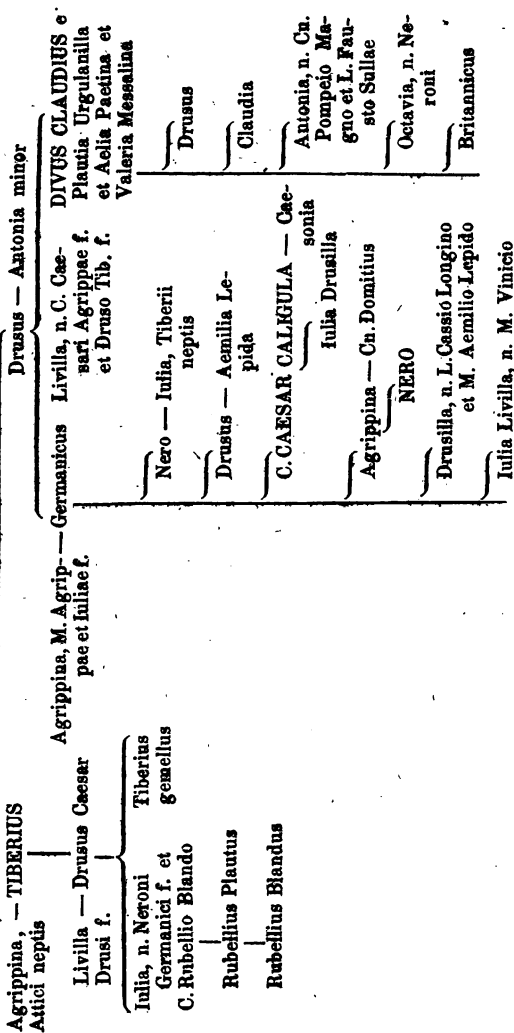 Agrippina, — TIBERIUS
Attici neptis
Livilla — Drusus Caesar
Drusi f.
Iulia, n. Neroni
Germanici f. et
C. Rubellio Blando
Tiberius
gemellus
Rubellius Plautus
Rubellius Blandus
Drusus — Antonia minor
Agrippina, M. Agrip- — Germanicus
pae et Iuliae f.
Livilla, n. C. Cae-
sari Agrippae f.
et Druso Tib. f.
DIVUS CLAUDIUS e
Plautia Urgulanilla
et Aelia Paetina et
Valeria Messalina
Nero — Iulia, Tiberii
neptis
Drusus — Aemilia Le-
pida
C. CAESAR CALIGULA — Cae-
sonia
Iulia Drusilla
Agrippina — Cn. Domitius
NERO
Drusilla, n. L. Cassio Longino
et M. Aemilio Lepido
Iulia Livilla, n. M. Vinicio
Drusus
Claudia
Antonia, n. Cn.
Pompeio Ma-
gno et L. Fau-
sto Sullae
Octavia, n. Ne-
roni
Britannicus